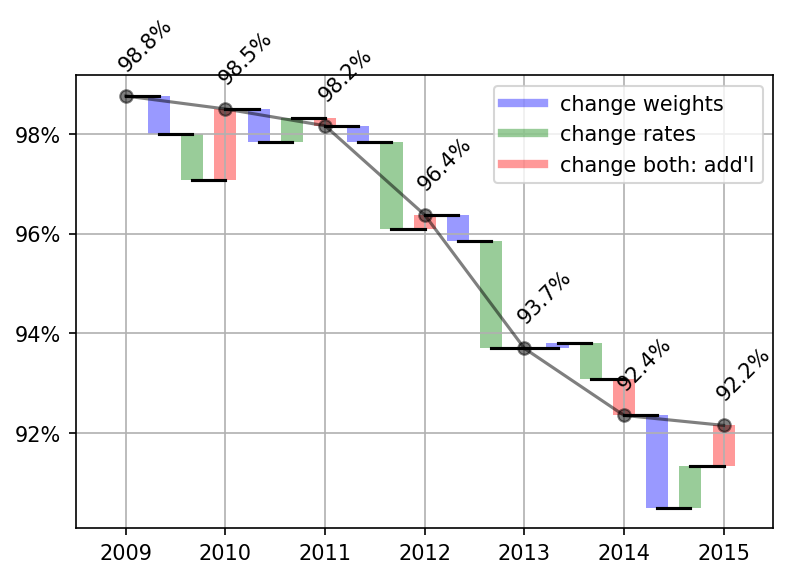 98.8%
98.5%
98.2%
96.4%
93.7%
92.4%
92.2%
change weights
change rates
change both: add'l
98%
96%
94%
92%
2009 2010 2011 2012 2013 2014 2015